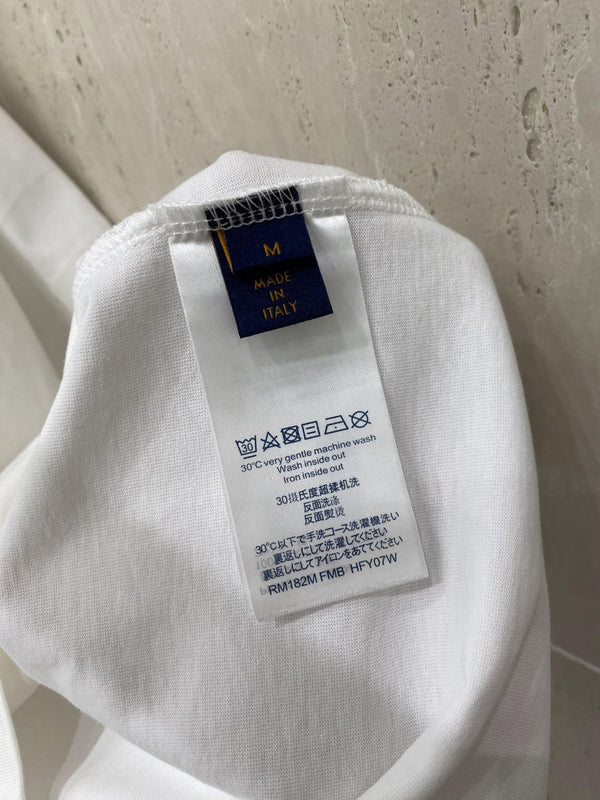 M
MADE
IN
ITALY
30
30°C very gentle machine wash
Wash inside out
Iron inside out
30摄氏度超揉机洗
反面洗涤
反面熨烫
30°C以下で手洗コース洗濯機洗い
裏返しにして洗濯してください
裏返しにしてアイロンをあててください
RM182M FMB HFY07W